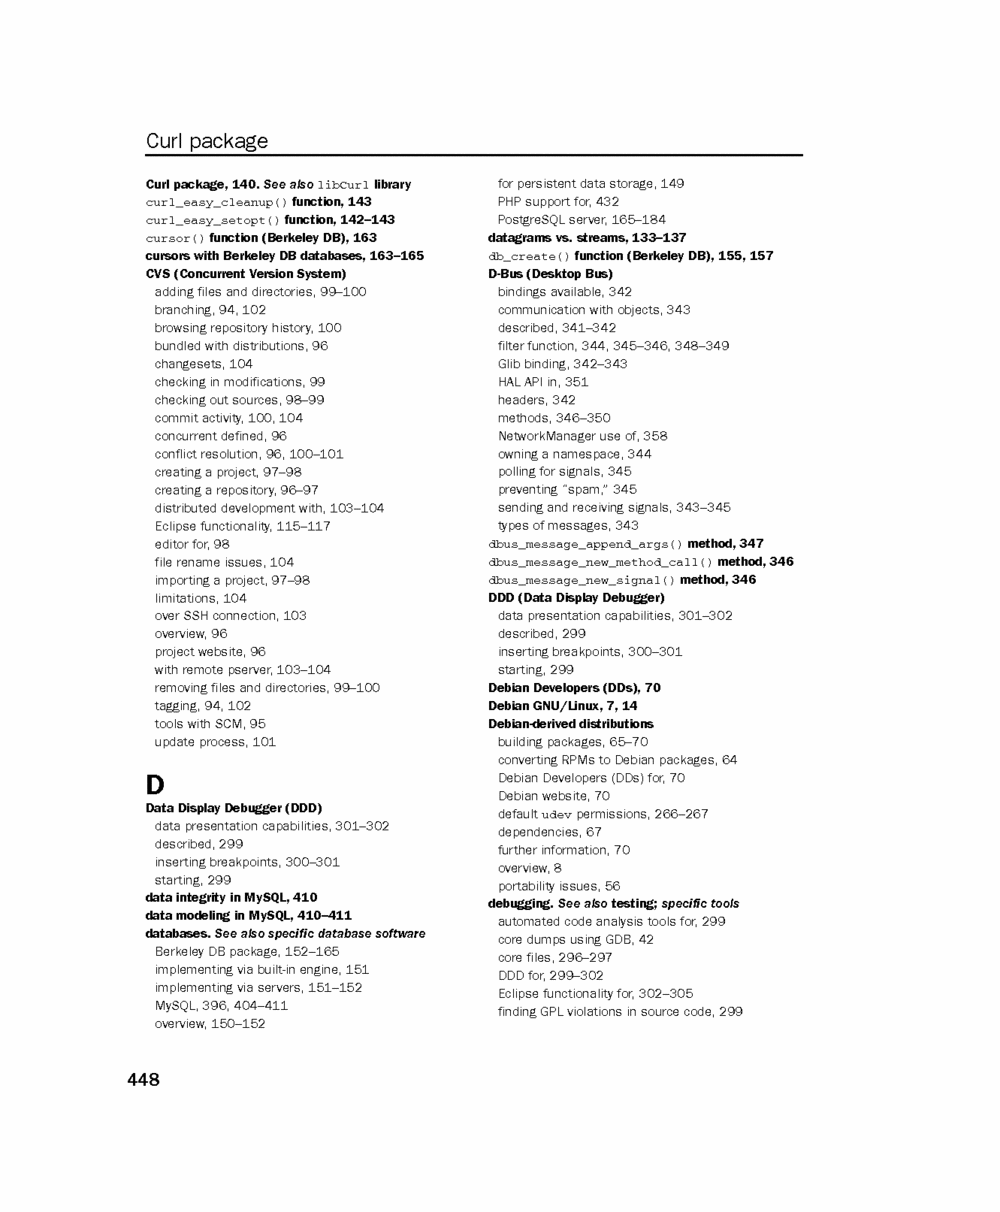 Curl package
Curl package, 140. See also libCurl library
curl_easy_cleanup() function, 143
curl_easy_setopt() function, 142–143
cursor() function (Berkeley DB), 163
cursors with Berkeley DB databases, 163–165
CVS (Concurrent Version System)
adding files and directories, 99–100
branching, 94, 102
browsing repository history, 100
bundled with distributions, 96
changesets, 104
checking in modifications, 99
checking out sources, 98–99
commit activity, 100, 104
concurrent defined, 96
conflict resolution, 96, 100–101
creating a project, 97–98
creating a repository, 96–97
distributed development with, 103–104
Eclipse functionality, 115–117
editor for, 98
file rename issues, 104
importing a project, 97–98
limitations, 104
over SSH connection, 103
overview, 96
project website, 96
with remote pserver, 103–104
removing files and directories, 99–100
tagging, 94, 102
tools with SCM, 95
update process, 101
D
Data Display Debugger (DDD)
data presentation capabilities, 301–302
described, 299
inserting breakpoints, 300–301
starting, 299
data integrity in MySQL, 410
data modeling in MySQL, 410–411
databases. See also specific database software
Berkeley DB package, 152–165
implementing via built-in engine, 151
implementing via servers, 151–152
MySQL, 396, 404–411
overview, 150–152
for persistent data storage, 149
PHP support for, 432
PostgreSQL server, 165–184
datagrams vs. streams, 133–137
db_create() function (Berkeley DB), 155, 157
D-Bus (Desktop Bus)
bindings available, 342
communication with objects, 343
described, 341–342
filter function, 344, 345–346, 348–349
Glib binding, 342–343
HAL API in, 351
headers, 342
methods, 346–350
NetworkManager use of, 358
owning a namespace, 344
polling for signals, 345
preventing “spam,” 345
sending and receiving signals, 343–345
types of messages, 343
dbus_message_append_args() method, 347
dbus_message_new_method_call() method, 346
dbus_message_new_signal() method, 346
DDD (Data Display Debugger)
data presentation capabilities, 301–302
described, 299
inserting breakpoints, 300–301
starting, 299
Debian Developers (DDs), 70
Debian GNU/Linux, 7, 14
Debian-derived distributions
building packages, 65–70
converting RPMs to Debian packages, 64
Debian Developers (DDs) for, 70
Debian website, 70
default udev permissions, 266–267
dependencies, 67
further information, 70
overview, 8
portability issues, 56
debugging. See also testing; specific tools
automated code analysis tools for, 299
core dumps using GDB, 42
core files, 296–297
DDD for, 299–302
Eclipse functionality for, 302–305
finding GPL violations in source code, 299
448